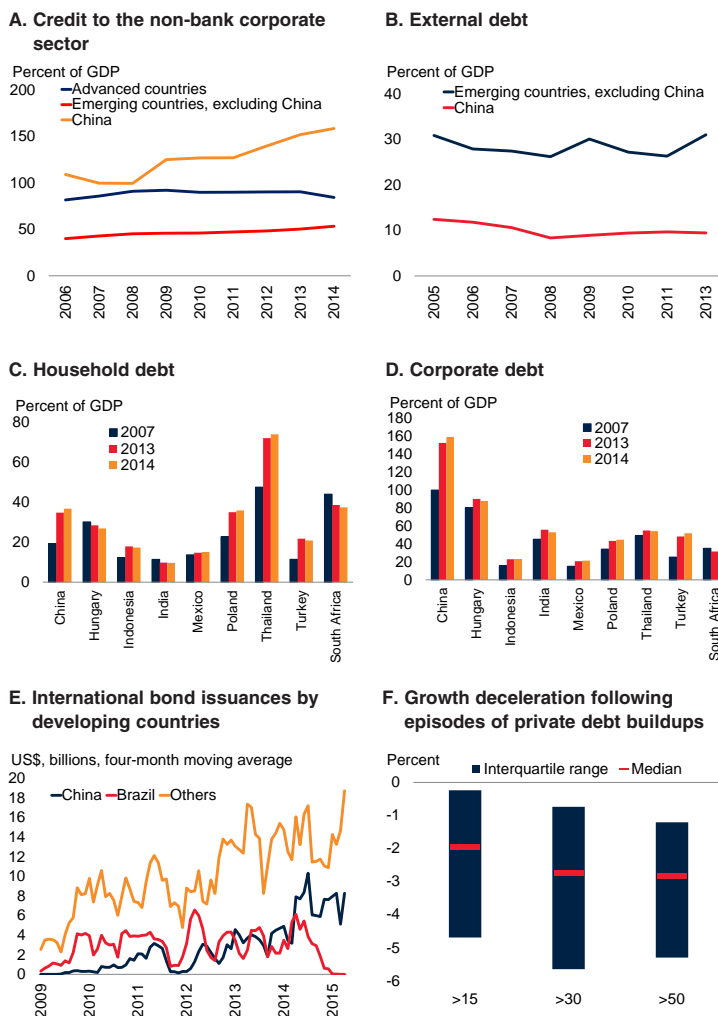 A. Credit to the non-bank corporate
sector
Percent of GDP
200
150
100
50
0
Advanced countries
Emerging countries, excluding China
China
2006
2007
2008
2009
2010
2011
2012
2013
2014
B. External debt
Percent of GDP
40
30
20
10
0
Emerging countries, excluding China
China
2005
2006
2007
2008
2009
2010
2011
2012
2013
C. Household debt
Percent of GDP
80
60
40
20
0
2007
2013
2014
China
Hungary
Indonesia
India
Mexico
Poland
Thailand
Turkey
South Africa
D. Corporate debt
Percent of GDP
180
160
140
120
100
80
60
40
20
0
2007
2013
2014
China
Hungary
Indonesia
India
Mexico
Poland
Thailand
Turkey
South Africa
E. International bond issuances by
developing countries
US$, billions, four-month moving average
20
18
16
14
12
10
8
6
4
2
0
China Brazil Others
2009
2010
2011
2012
2013
2014
2015
F. Growth deceleration following
episodes of private debt buildups
Percent
Interquartile range Median
0
-1
-2
-3
-4
-5
-6
>15 >30 >50